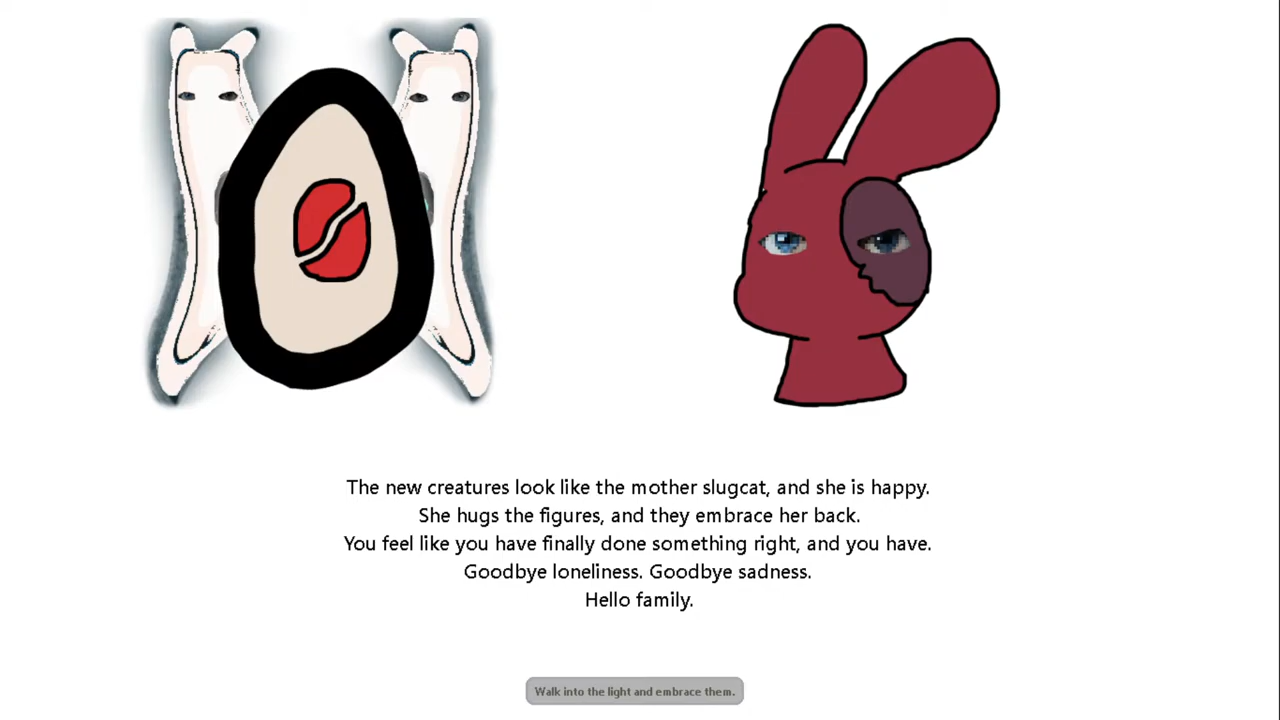 The new creatures look like the mother slugcat, and she is happy.
She hugs the figures, and they embrace her back.
You feel like you have finally done something right, and you have.
Goodbye loneliness. Goodbye sadness.
Hello family.
Walk into the light and embrace them.